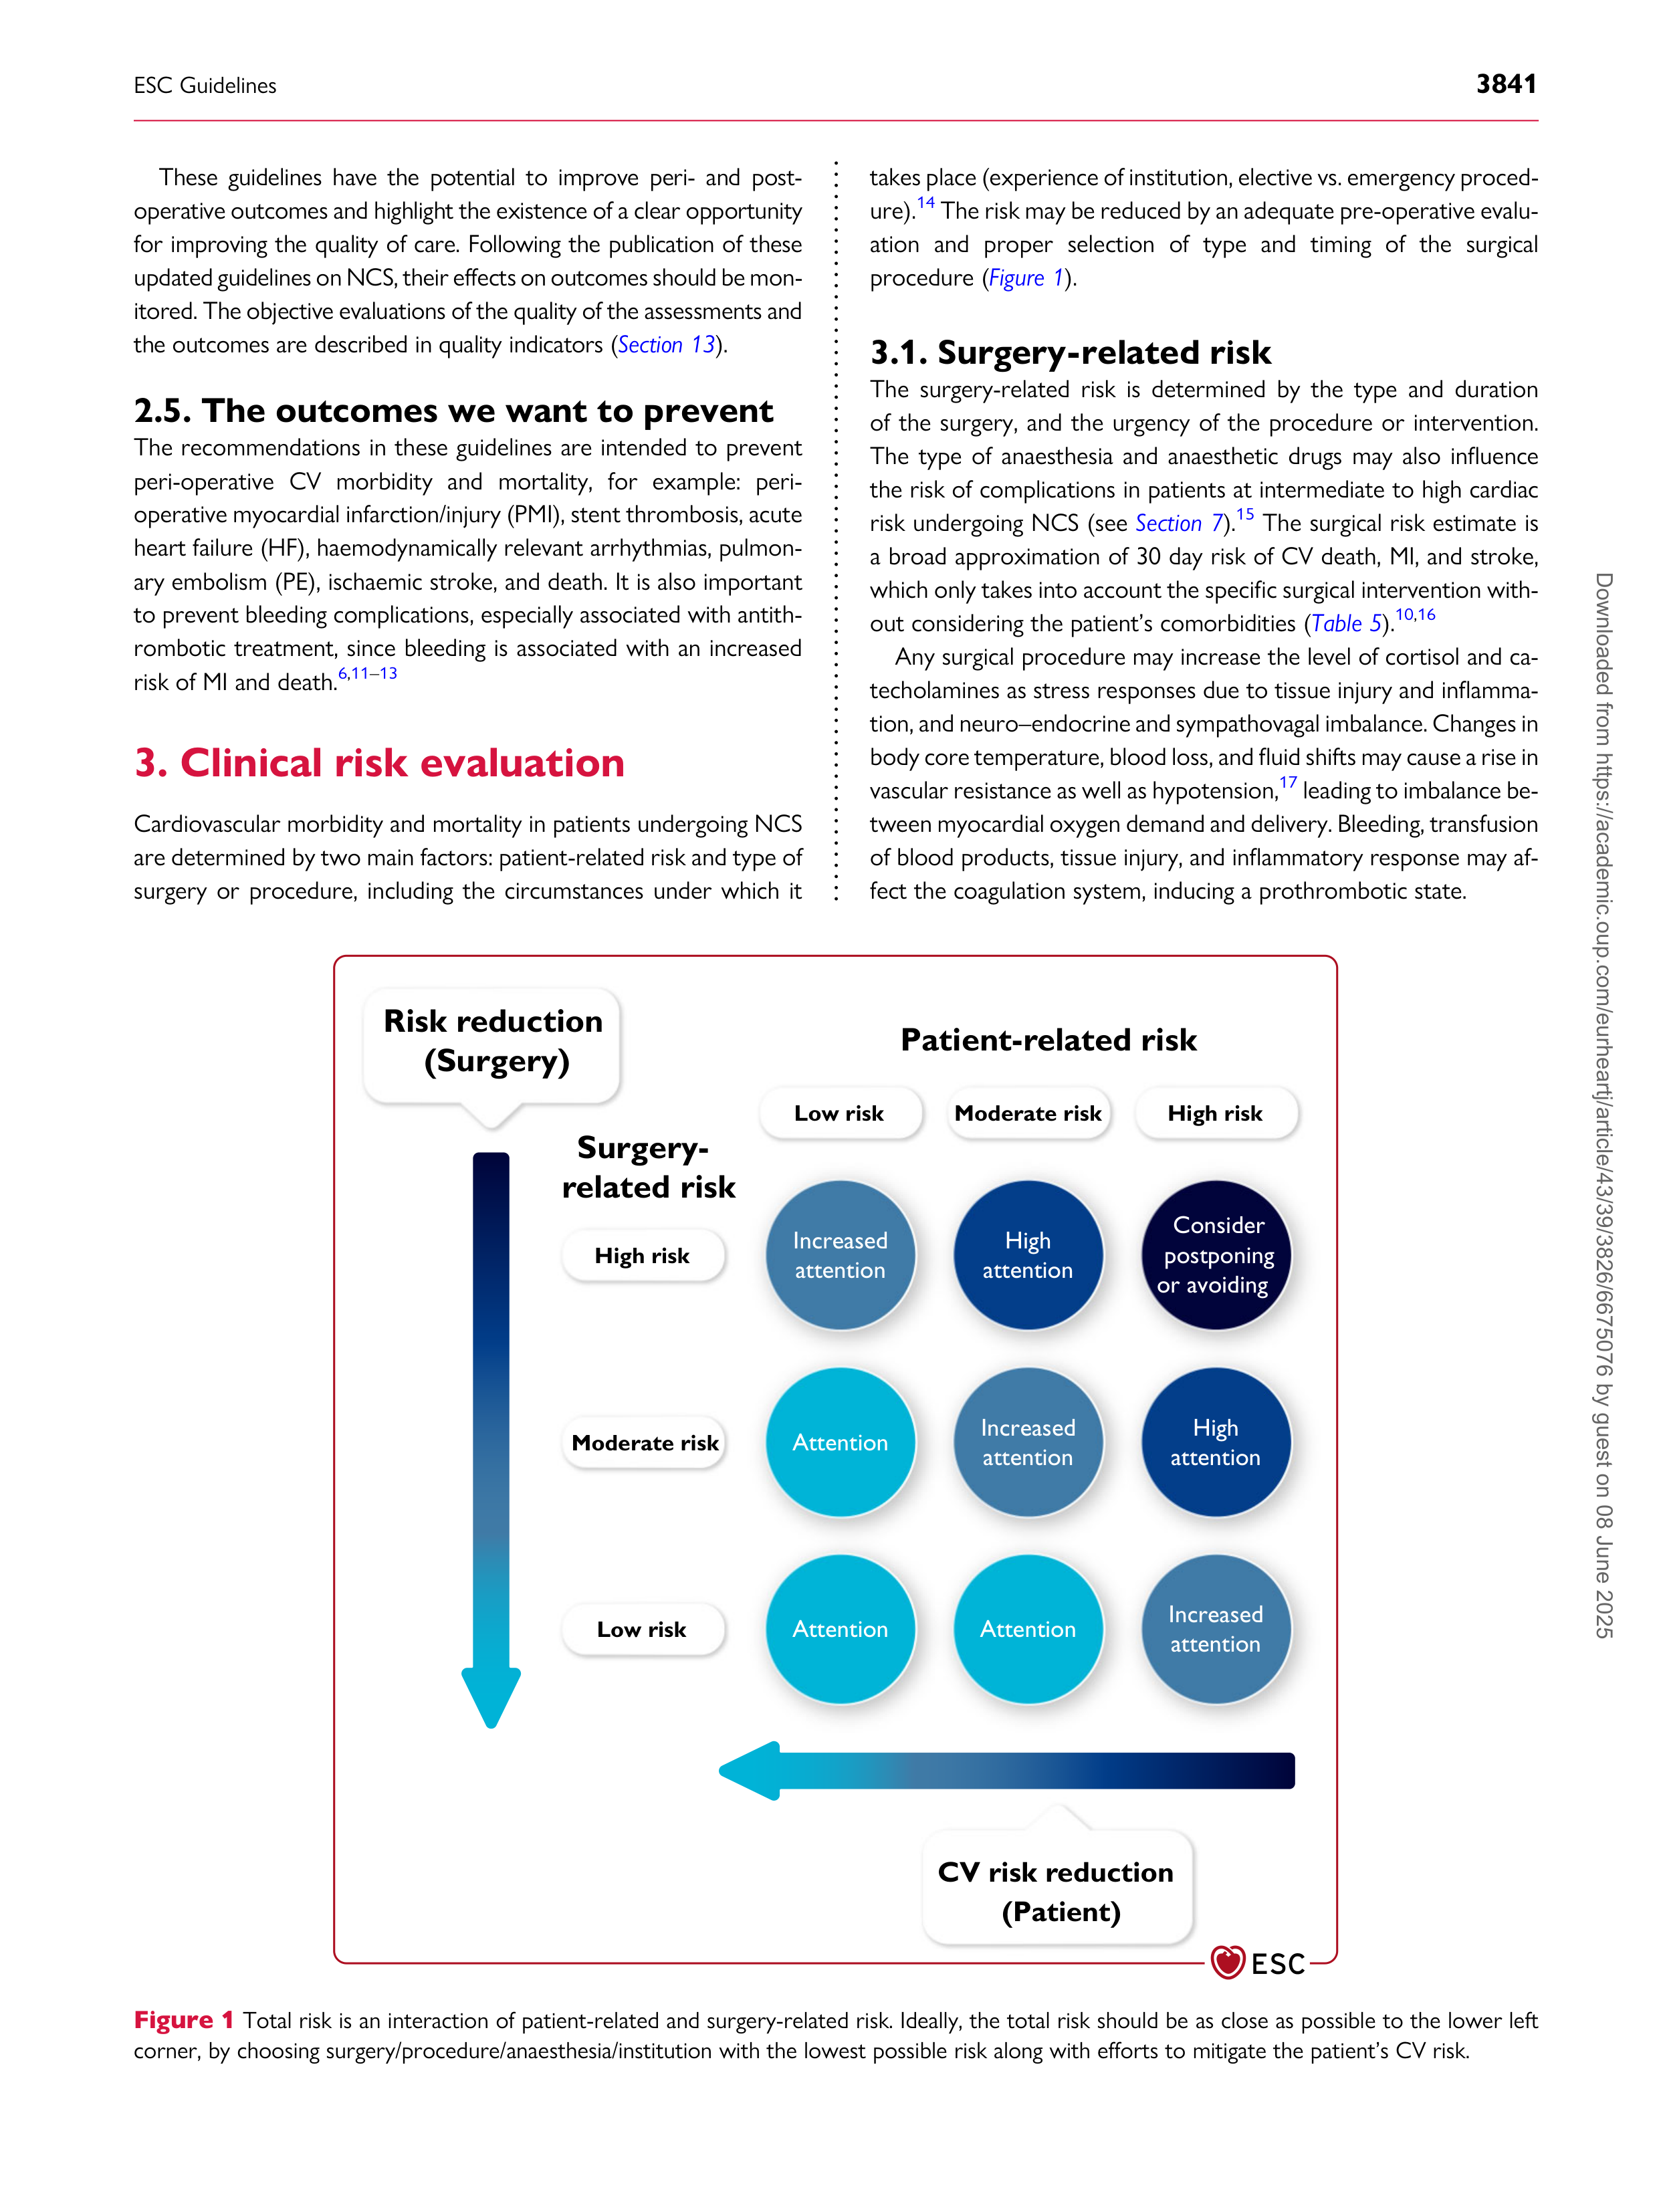 ESC Guidelines
3841
These guidelines have the potential to improve peri- and post-
operative outcomes and highlight the existence of a clear opportunity
for improving the quality of care. Following the publication of these
updated guidelines on NCS, their effects on outcomes should be mon-
itored. The objective evaluations of the quality of the assessments and
the outcomes are described in quality indicators (Section 13).
2.5. The outcomes we want to prevent
The recommendations in these guidelines are intended to prevent
peri-operative CV morbidity and mortality, for example: peri-
operative myocardial infarction/injury (PMI), stent thrombosis, acute
heart failure (HF), haemodynamically relevant arrhythmias, pulmon-
ary embolism (PE), ischaemic stroke, and death. It is also important
to prevent bleeding complications, especially associated with antith-
rombotic treatment, since bleeding is associated with an increased
risk of MI and death.6,11–13
3. Clinical risk evaluation
Cardiovascular morbidity and mortality in patients undergoing NCS
are determined by two main factors: patient-related risk and type of
surgery or procedure, including the circumstances under which it
takes place (experience of institution, elective vs. emergency proced-
ure).14 The risk may be reduced by an adequate pre-operative evalu-
ation and proper selection of type and timing of the surgical
procedure (Figure 1).
3.1. Surgery-related risk
The surgery-related risk is determined by the type and duration
of the surgery, and the urgency of the procedure or intervention.
The type of anaesthesia and anaesthetic drugs may also influence
the risk of complications in patients at intermediate to high cardiac
risk undergoing NCS (see Section 7).15 The surgical risk estimate is
a broad approximation of 30 day risk of CV death, MI, and stroke,
which only takes into account the specific surgical intervention with-
out considering the patient's comorbidities (Table 5).10,16
Any surgical procedure may increase the level of cortisol and ca-
techolamines as stress responses due to tissue injury and inflamma-
tion, and neuro–endocrine and sympathovagal imbalance. Changes in
body core temperature, blood loss, and fluid shifts may cause a rise in
vascular resistance as well as hypotension,17 leading to imbalance be-
tween myocardial oxygen demand and delivery. Bleeding, transfusion
of blood products, tissue injury, and inflammatory response may af-
fect the coagulation system, inducing a prothrombotic state.
Risk reduction
(Surgery)
Patient-related risk
Low risk
Moderate risk
High risk
Surgery-
related risk
High risk
Increased
attention
High
attention
Consider
postponing
or avoiding
Moderate risk
Attention
Increased
attention
High
attention
Low risk
Attention
Attention
Increased
attention
CV risk reduction
(Patient)
ESC
Figure 1 Total risk is an interaction of patient-related and surgery-related risk. Ideally, the total risk should be as close as possible to the lower left
corner, by choosing surgery/procedure/anaesthesia/institution with the lowest possible risk along with efforts to mitigate the patient's CV risk.
Downloaded from https://academic.oup.com/eurheartj/article/43/39/3826/6675076 by guest on 08 June 2025